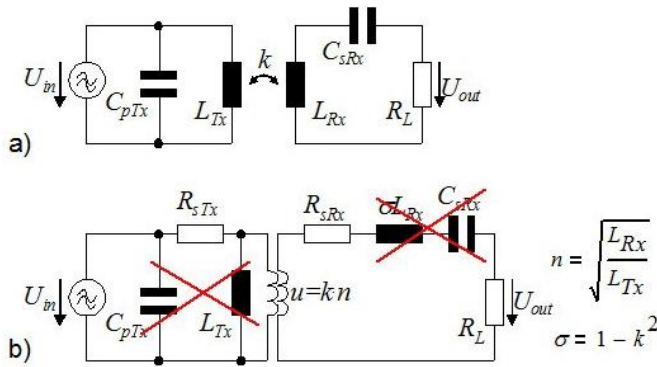 U_in
C_pTx
L_Tx
k
L_Rx
C_sRx
R_L
U_out
a)
U_in
C_pTx
R_sTx
L_Tx
u=kn
R_sRx
σL_Rx
C_sRx
R_L
U_out
b)
n = √(L_Rx/L_Tx)
σ = 1 − k²